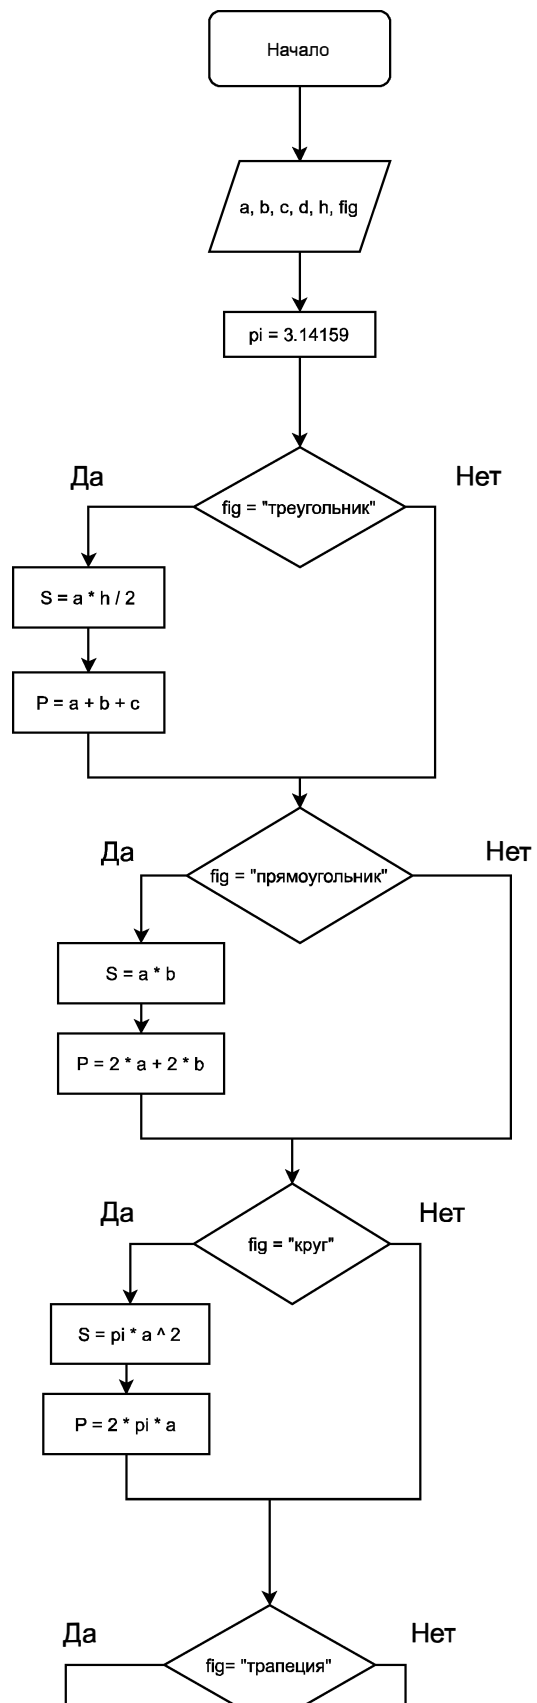 Начало
a, b, c, d, h, fig
pi = 3.14159
Да
Нет
fig = "треугольник"
S = a * h / 2
P = a + b + c
Да
Нет
fig = "прямоугольник"
S = a * b
P = 2 * a + 2 * b
Да
Нет
fig = "круг"
S = pi * a ^ 2
P = 2 * pi * a
Да
Нет
fig= "трапеция"